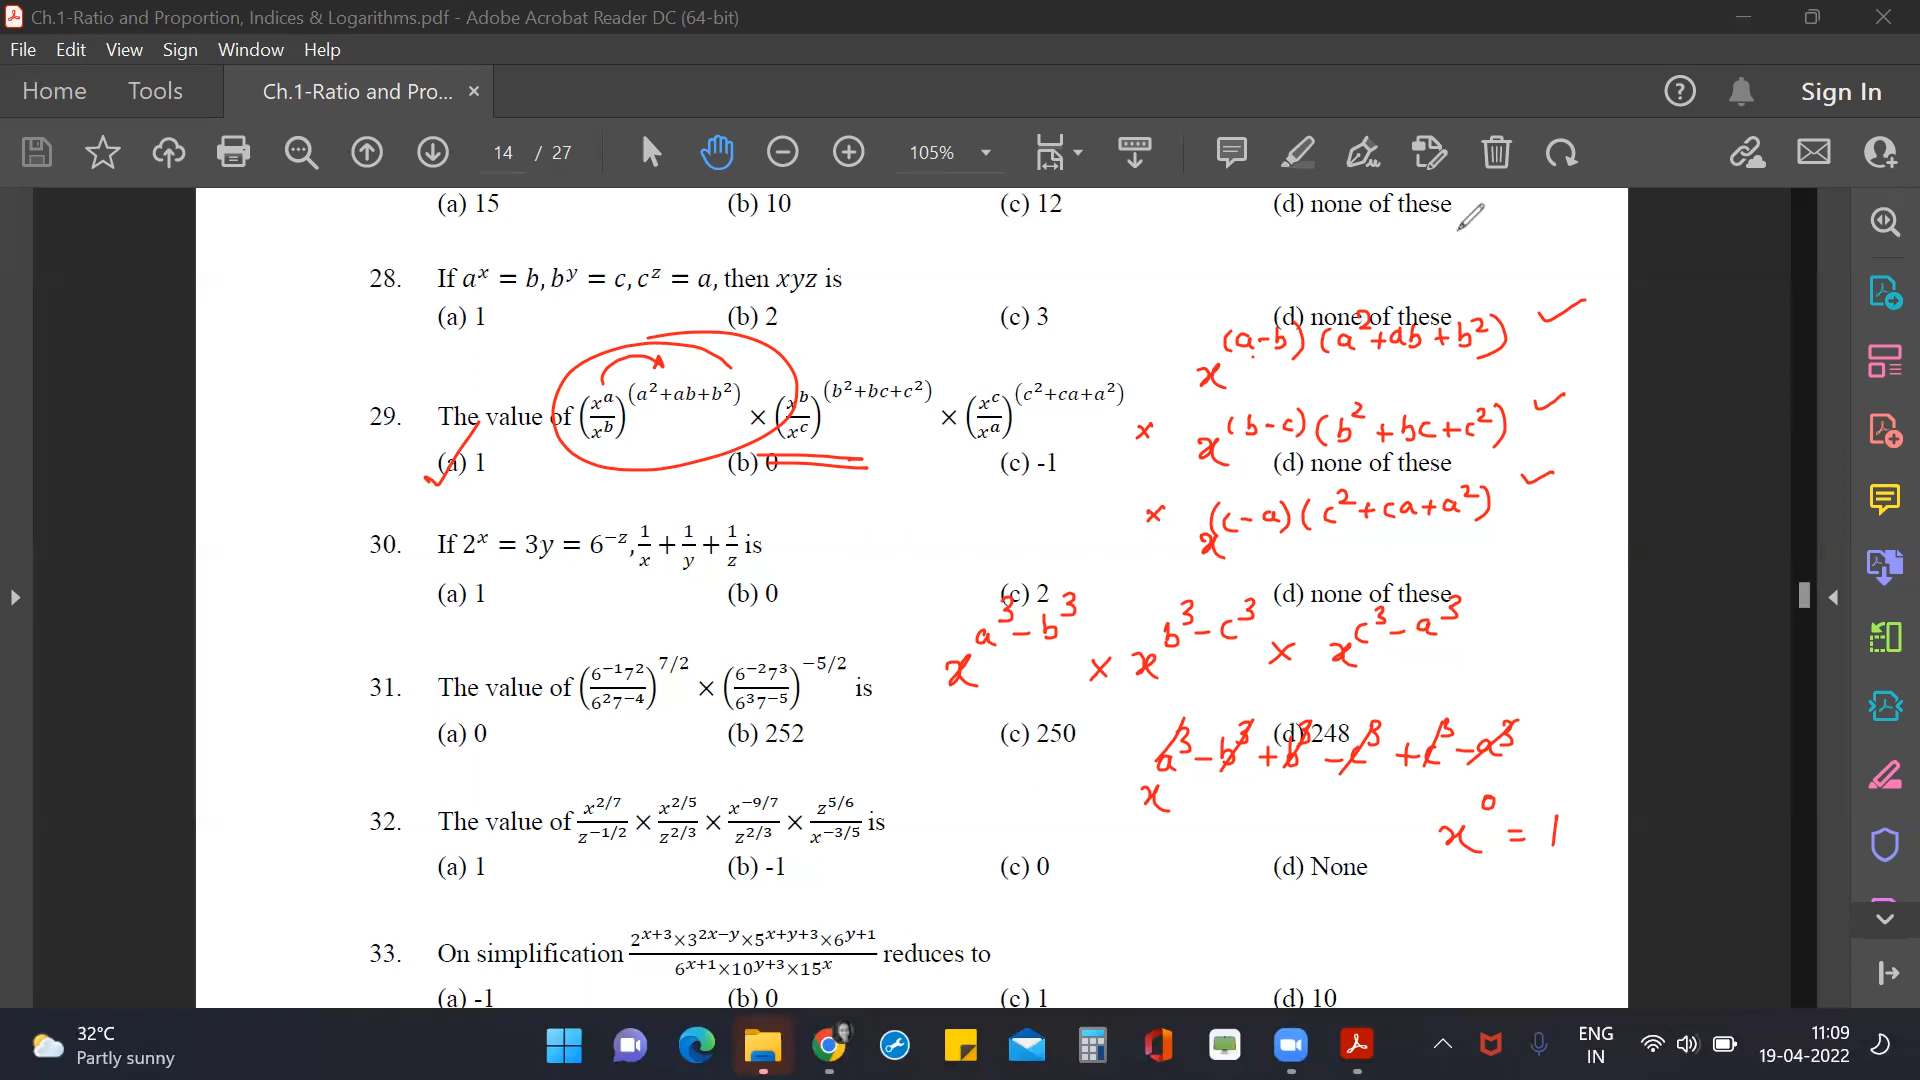 Ch.1-Ratio and Proportion, Indices & Logarithms.pdf - Adobe Acrobat Reader DC (64-bit)
File Edit View Sign Window Help
Home Tools Ch.1-Ratio and Pro... × Sign In
14 / 27 105%
(a) 15 (b) 10 (c) 12 (d) none of these
28. If aˣ = b, bʸ = c, cᶻ = a, then xyz is
(a) 1 (b) 2 (c) 3 (d) none of these
x^(a-b)(a²+ab+b²) ✓
29. The value of (xᵃ/xᵇ)^(a²+ab+b²) × (xᵇ/xᶜ)^(b²+bc+c²) × (xᶜ/xᵃ)^(c²+ca+a²)
× x^(b-c)(b²+bc+c²) ✓
(a) 1 (b) 0 (c) -1 (d) none of these
× x^(c-a)(c²+ca+a²) ✓
30. If 2ˣ = 3y = 6⁻ᶻ, 1/x + 1/y + 1/z is
(a) 1 (b) 0 (c) 2 (d) none of these
x^a³-b³ × x^b³-c³ × x^c³-a³
31. The value of (6⁻¹7²/6²7⁻⁴)^7/2 × (6⁻²7³/6³7⁻⁵)^-5/2 is
(a) 0 (b) 252 (c) 250 (d) 248
x^a³-b³+b³-c³+c³-a³
x⁰ = 1
32. The value of x^2/7/z^-1/2 × x^2/5/z^2/3 × x^-9/7/z^2/3 × z^5/6/x^-3/5 is
(a) 1 (b) -1 (c) 0 (d) None
33. On simplification 2^x+3×3^2x-y×5^x+y+3×6^y+1/6^x+1×10^y+3×15^x reduces to
(a) -1 (b) 0 (c) 1 (d) 10
32°C
Partly sunny
ENG
IN
11:09
19-04-2022